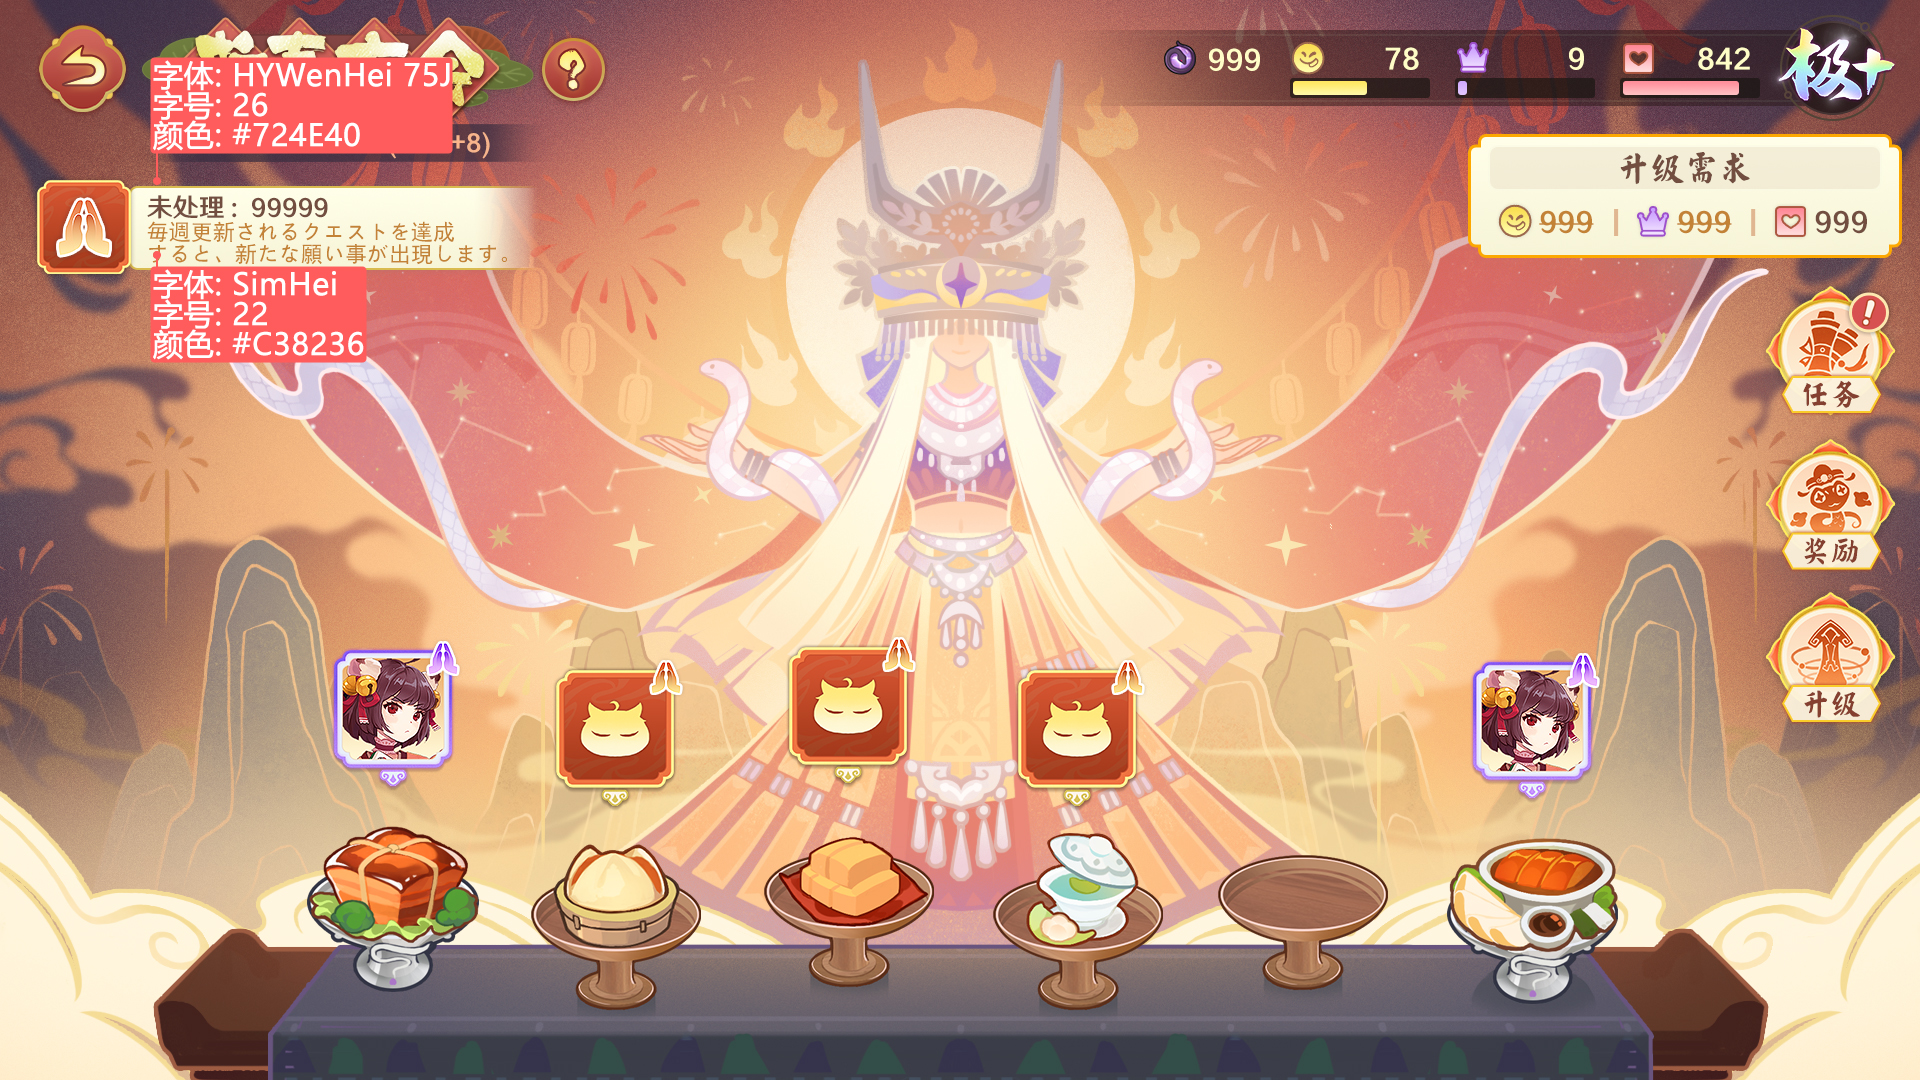 字体: HYWenHei 75J
字号: 26
颜色: #724E40
+8)
999
78
9
842
极+
升级需求
999 | 999 | 999
未处理: 99999
毎週更新されるクエストを達成
すると、新たな願い事が出現します。
字体: SimHei
字号: 22
颜色: #C38236
任务
奖励
升级